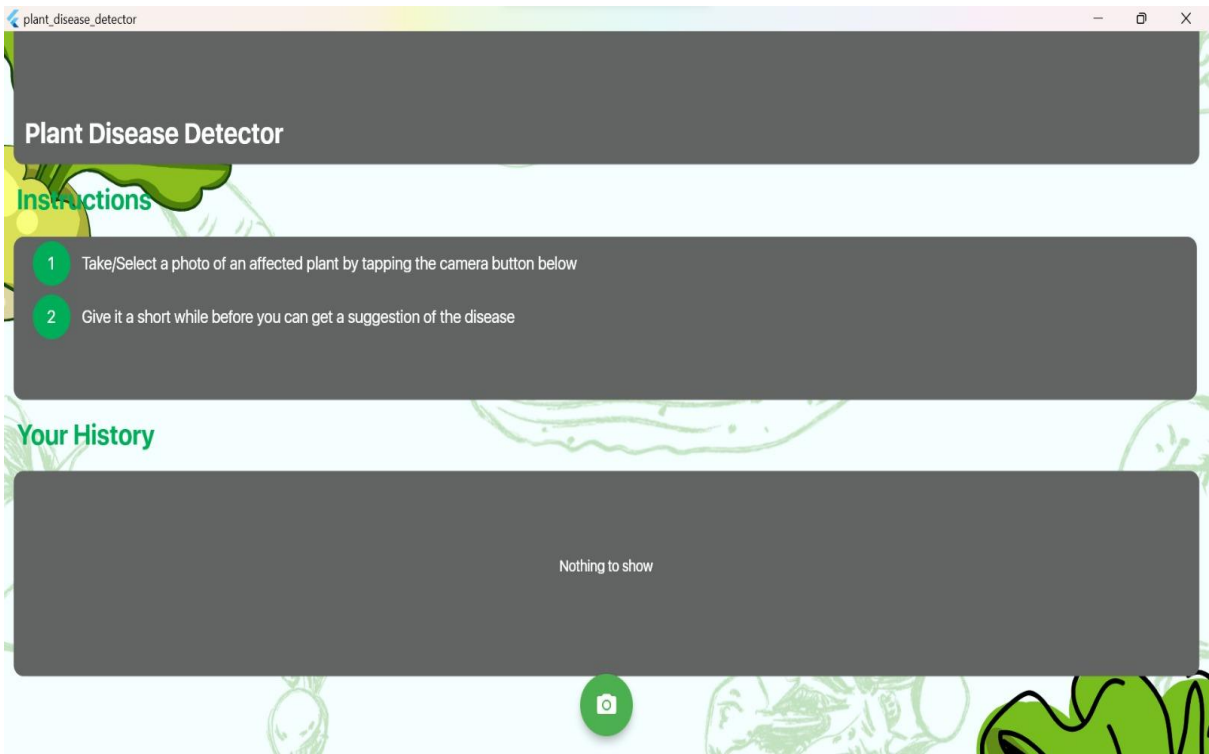 plant_disease_detector
Plant Disease Detector
Instructions
1 Take/Select a photo of an affected plant by tapping the camera button below
2 Give it a short while before you can get a suggestion of the disease
Your History
Nothing to show